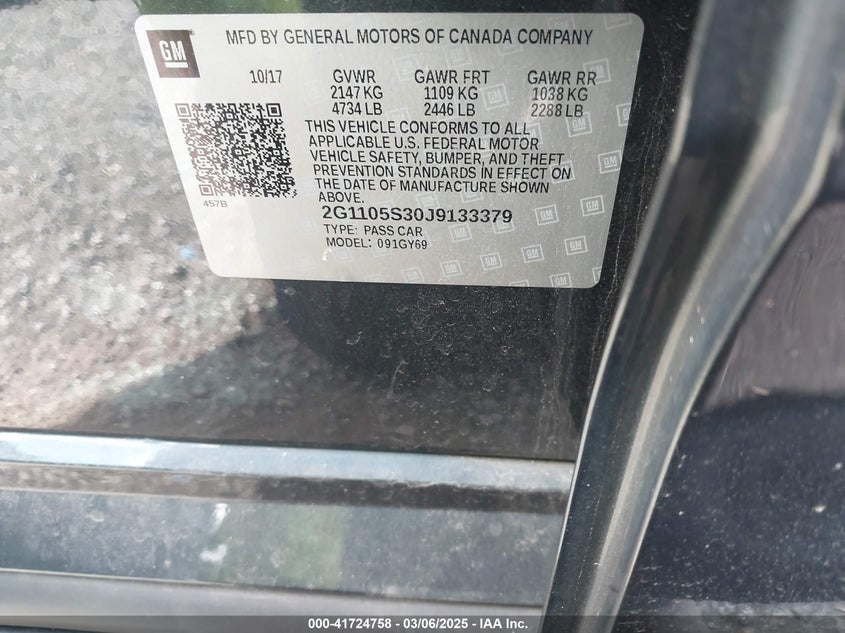 GM
MFD BY GENERAL MOTORS OF CANADA COMPANY
10/17 GVWR GAWR FRT GAWR RR
2147 KG 1109 KG 1038 KG
4734 LB 2446 LB 2288 LB
THIS VEHICLE CONFORMS TO ALL
APPLICABLE U.S. FEDERAL MOTOR
VEHICLE SAFETY, BUMPER, AND THEFT
PREVENTION STANDARDS IN EFFECT ON
THE DATE OF MANUFACTURE SHOWN
ABOVE.
457B
2G1105S30J9133379
TYPE: PASS CAR
MODEL: 091GY69
000-41724758 — 03/06/2025 — IAA Inc.